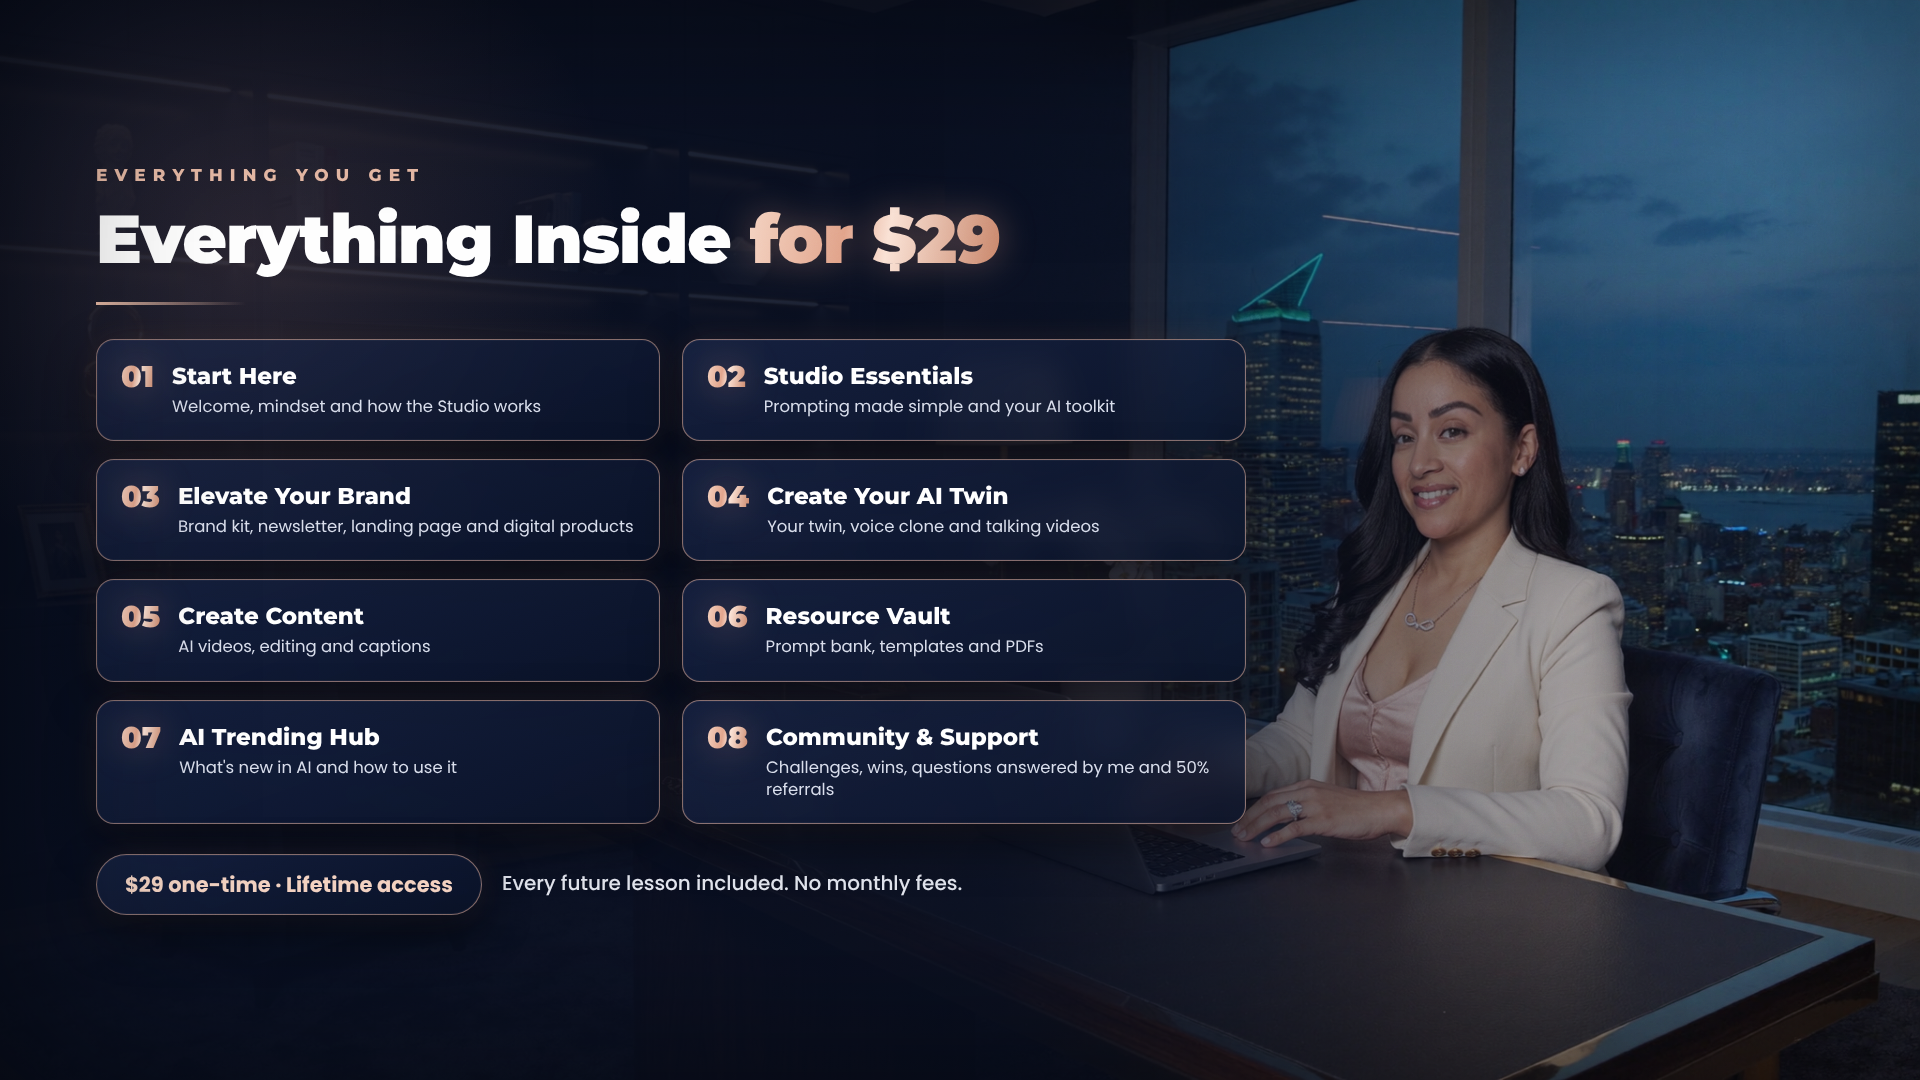 EVERYTHING YOU GET
Everything Inside for $29
01 Start Here
Welcome, mindset and how the Studio works
02 Studio Essentials
Prompting made simple and your AI toolkit
03 Elevate Your Brand
Brand kit, newsletter, landing page and digital products
04 Create Your AI Twin
Your twin, voice clone and talking videos
05 Create Content
AI videos, editing and captions
06 Resource Vault
Prompt bank, templates and PDFs
07 AI Trending Hub
What's new in AI and how to use it
08 Community & Support
Challenges, wins, questions answered by me and 50%
referrals
$29 one-time · Lifetime access
Every future lesson included. No monthly fees.